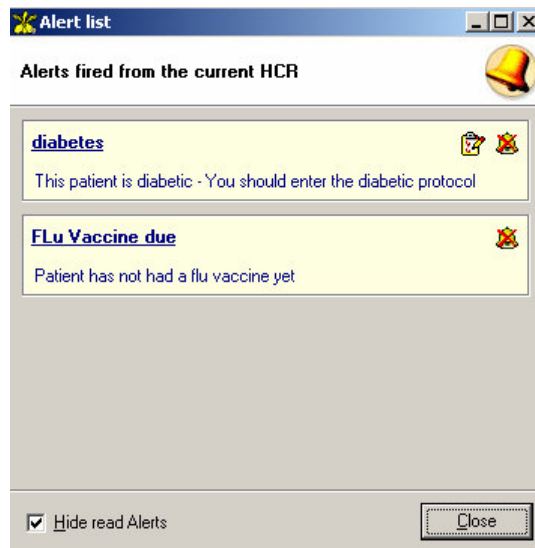 Alert list
Alerts fired from the current HCR
diabetes
This patient is diabetic - You should enter the diabetic protocol
FLu Vaccine due
Patient has not had a flu vaccine yet
Hide read Alerts
Close